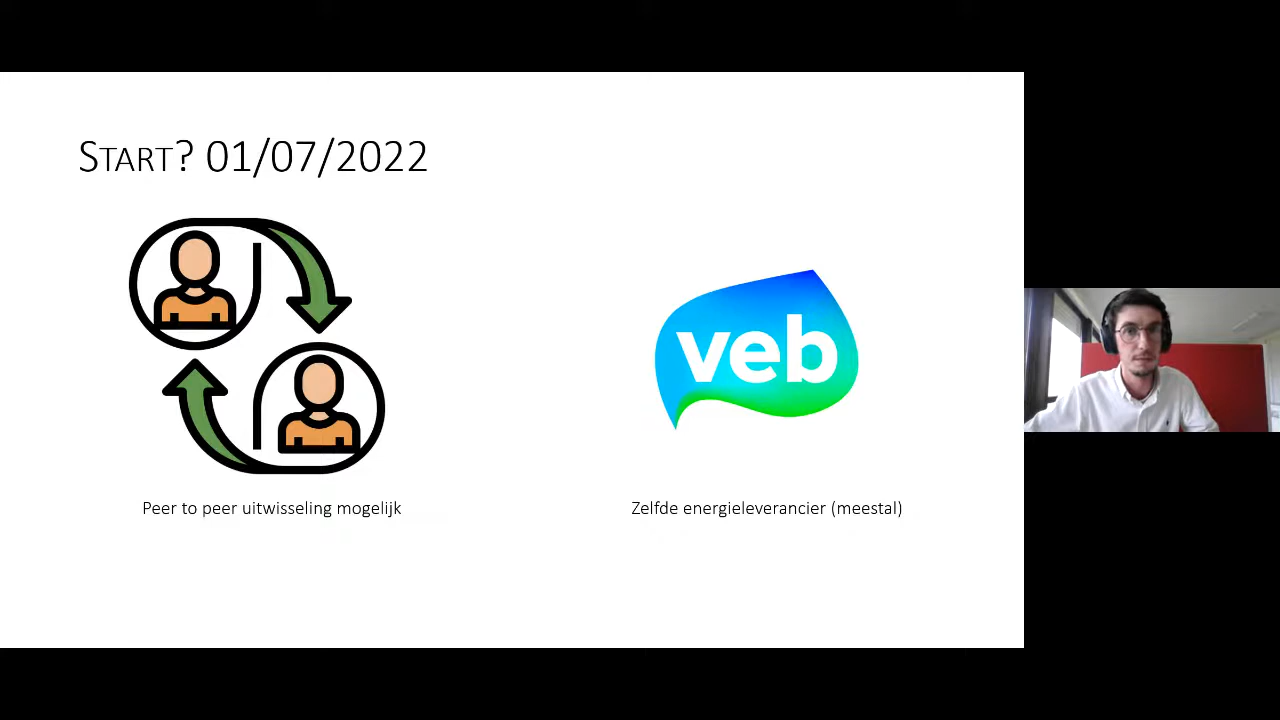 START? 01/07/2022
veb
Peer to peer uitwisseling mogelijk
Zelfde energieleverancier (meestal)